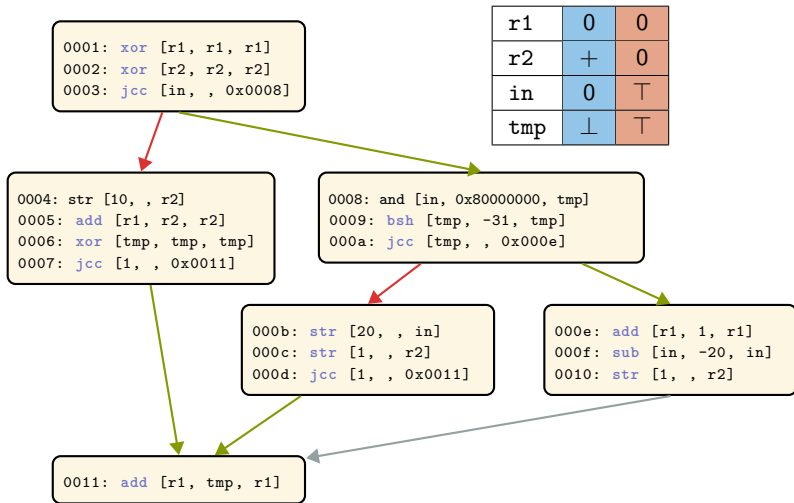 0001: xor [r1, r1, r1]
0002: xor [r2, r2, r2]
0003: jcc [in, , 0x0008]
r1 0 0
r2 + 0
in 0 ⊤
tmp ⊥ ⊤
0004: str [10, , r2]
0005: add [r1, r2, r2]
0006: xor [tmp, tmp, tmp]
0007: jcc [1, , 0x0011]
0008: and [in, 0x80000000, tmp]
0009: bsh [tmp, -31, tmp]
000a: jcc [tmp, , 0x000e]
000b: str [20, , in]
000c: str [1, , r2]
000d: jcc [1, , 0x0011]
000e: add [r1, 1, r1]
000f: sub [in, -20, in]
0010: str [1, , r2]
0011: add [r1, tmp, r1]